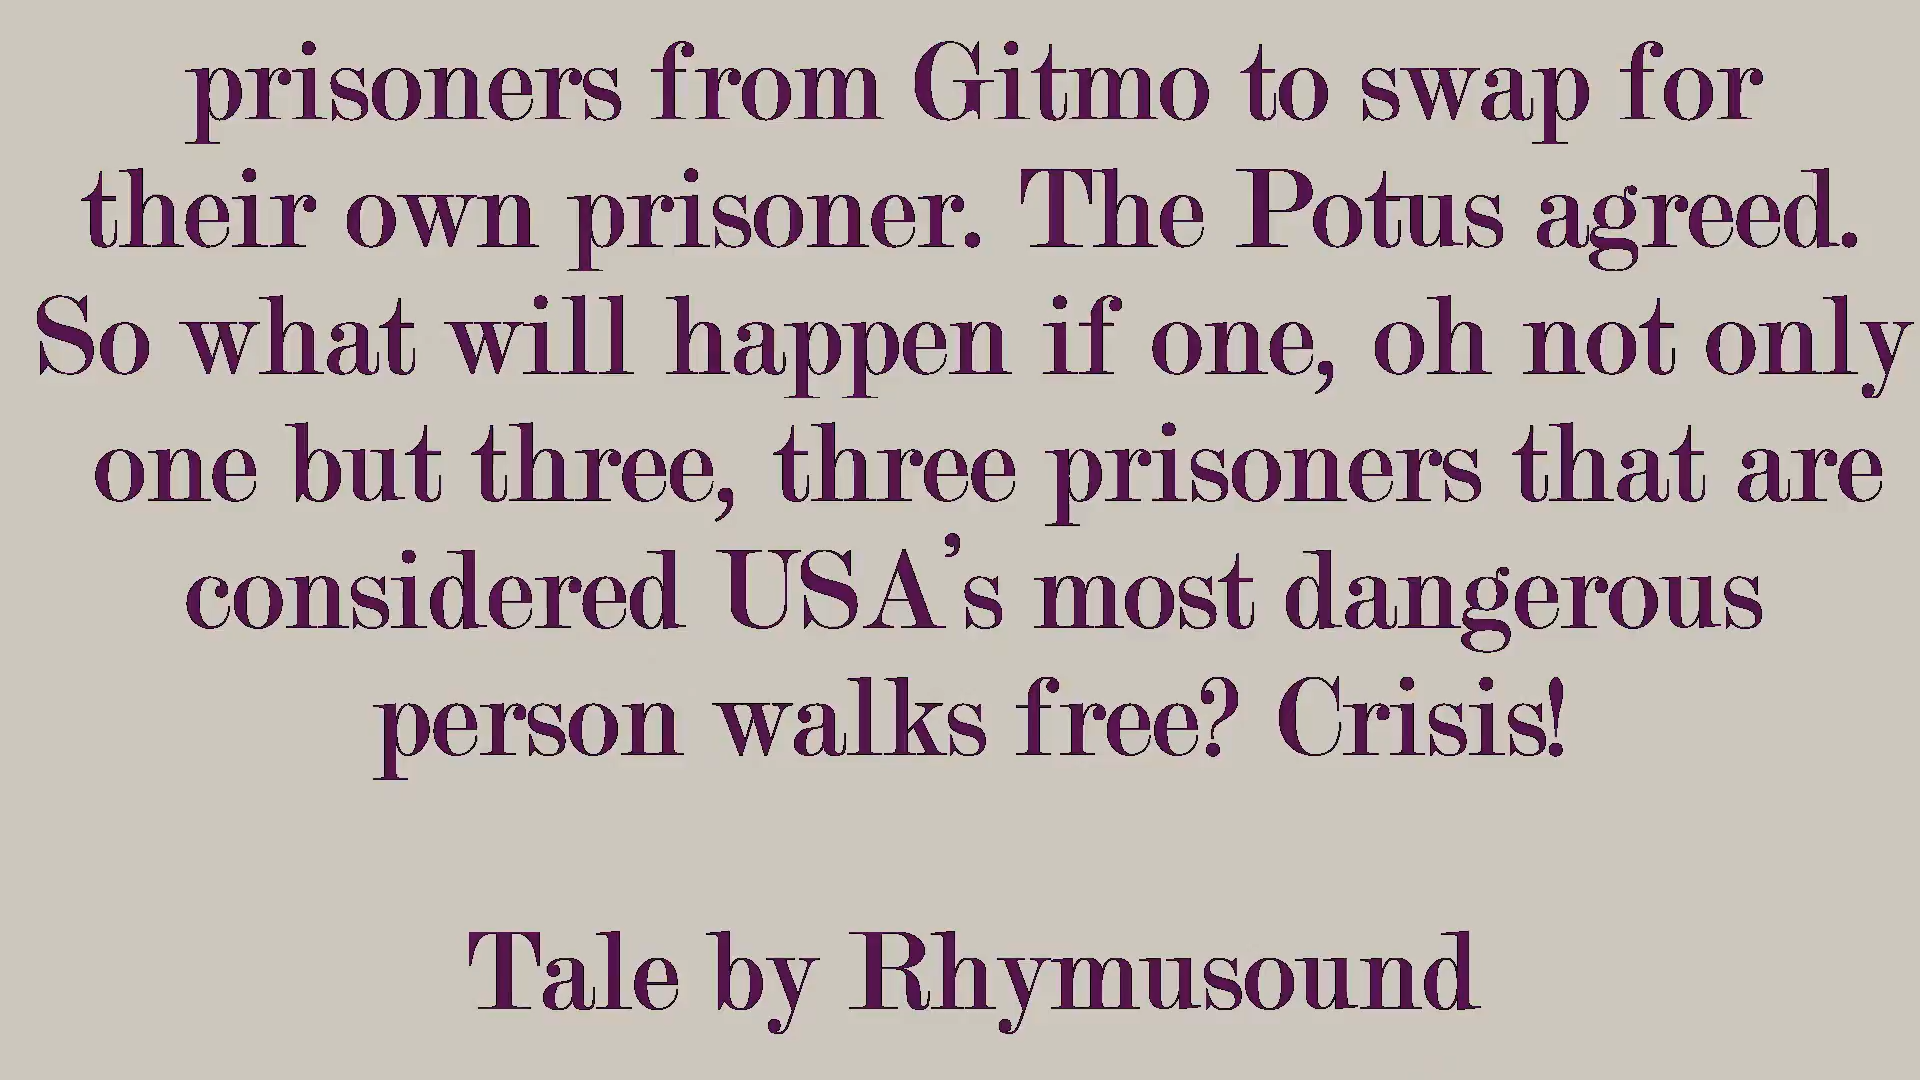 prisoners from Gitmo to swap for
their own prisoner. The Potus agreed.
So what will happen if one, oh not only
one but three, three prisoners that are
considered USA's most dangerous
person walks free? Crisis!
Tale by Rhymusound